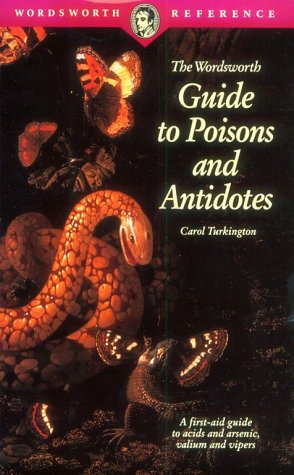 WORDSWORTH REFERENCE
The Wordsworth
Guide to Poisons
and
Antidotes
Carol Turkington
A first-aid guide
to acids and arsenic,
valium and vipers